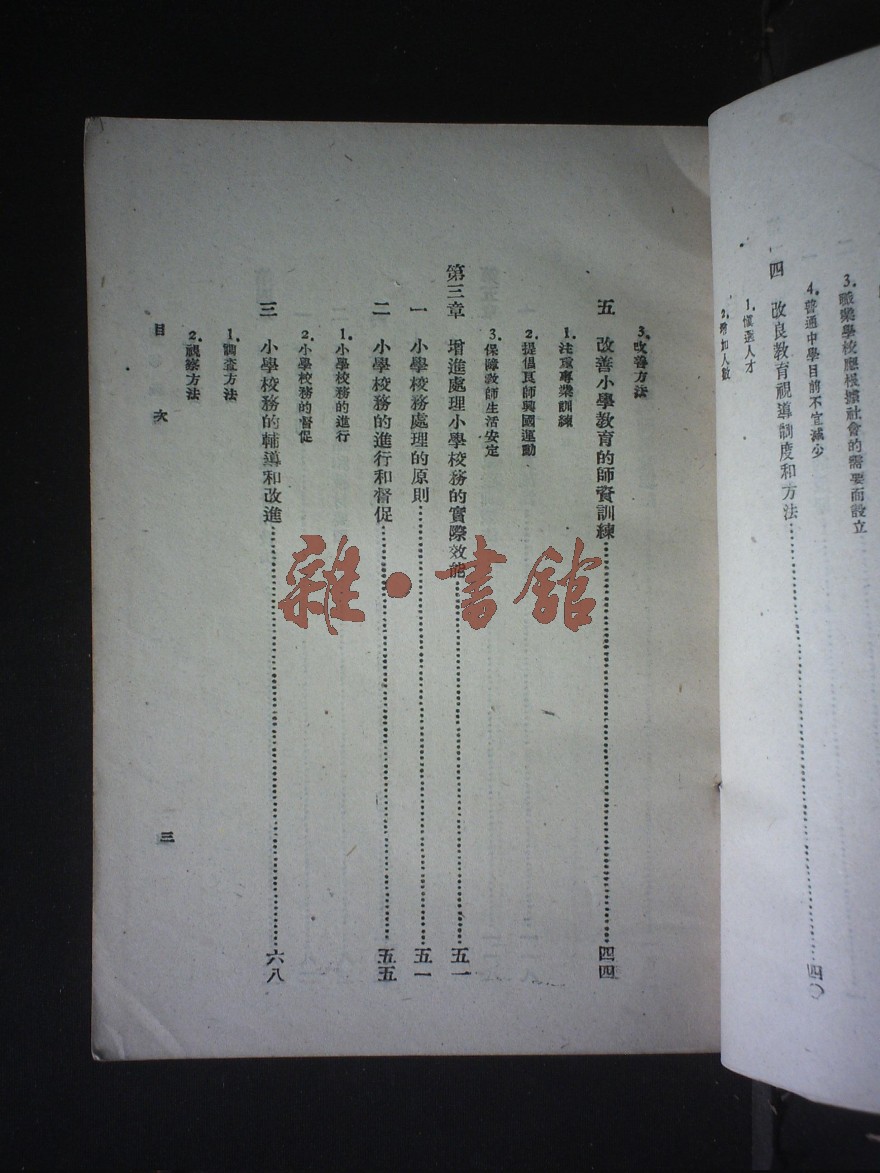 3.職業學校應根據社會的需要而設立
4.普通中學目前不宜減少
四 改良教育視導制度和方法……四〇
1.慎選人才
2.增加人數
3.改善方法
五 改善小學教育的師資訓練……四四
1.注重專業訓練
2.提倡良師興國運動
3.保障教師生活安定
第三章 增進處理小學校務的實際效能……五一
一 小學校務處理的原則……五一
二 小學校務的進行和督促……五五
1.小學校務的進行
2.小學校務的督促
三 小學校務的輔導和改進……六八
1.調查方法
2.視察方法
目次 三
雜·書館